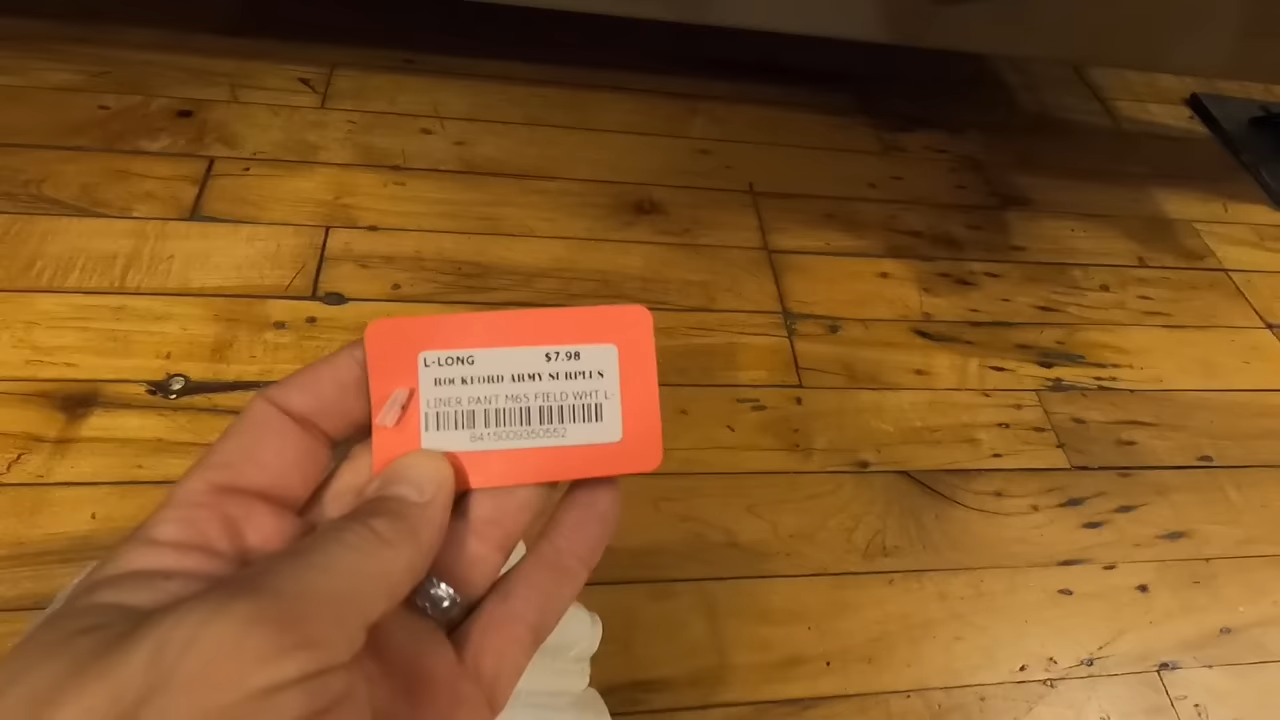 L-LONG $7.98
ROCKFORD ARMY SURPLUS
LINER PANT M65 FIELD WHT L-
8415009350552